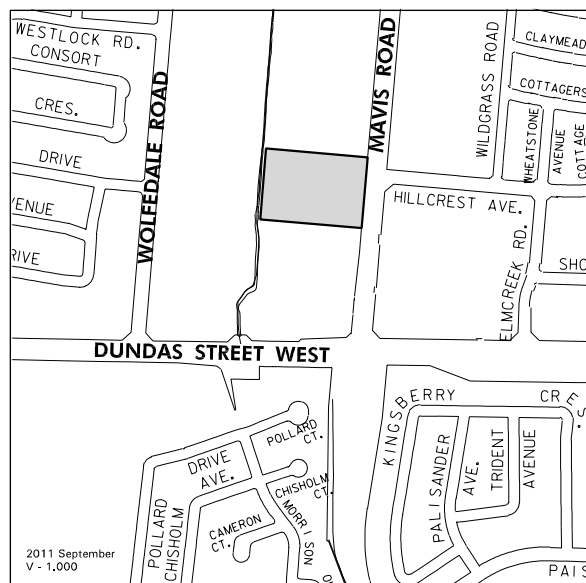 WESTLOCK RD.
CONSORT
CRES.
DRIVE
VENUE
RIVE
WOLFEDALE ROAD
MAVIS ROAD
WILDGRASS ROAD
CLAYMEAD
COTTAGERS
WHEATSTONE
AVENUE
COTTAGE
HILLCREST AVE.
ELMCREEK RD.
SHO
DUNDAS STREET WEST
KINGSBERRY CRES.
POLLARD
CT.
DRIVE
AVE.
CHISHOLM
CT.
POLLARD
CHISHOLM
CAMERON
CT.
MORRISON
PALISANDER
AVE.
TRIDENT
AVENUE
PAIS
2011 September
V - 1.000